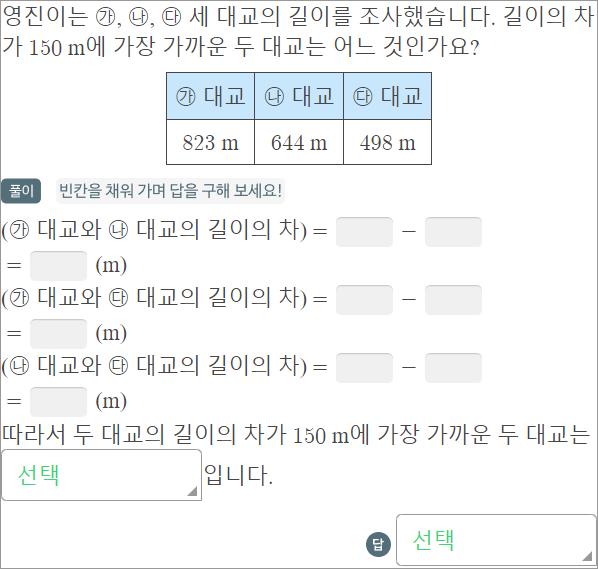 영진이는 ㉮, ㉯, ㉰ 세 대교의 길이를 조사했습니다. 길이의 차
가 150 m에 가장 가까운 두 대교는 어느 것인가요?
㉮ 대교 ㉯ 대교 ㉰ 대교
823 m 644 m 498 m
풀이 빈칸을 채워 가며 답을 구해 보세요!
(㉮ 대교와 ㉯ 대교의 길이의 차) = −
= (m)
(㉮ 대교와 ㉰ 대교의 길이의 차) = −
= (m)
(㉯ 대교와 ㉰ 대교의 길이의 차) = −
= (m)
따라서 두 대교의 길이의 차가 150 m에 가장 가까운 두 대교는
선택 입니다.
답 선택